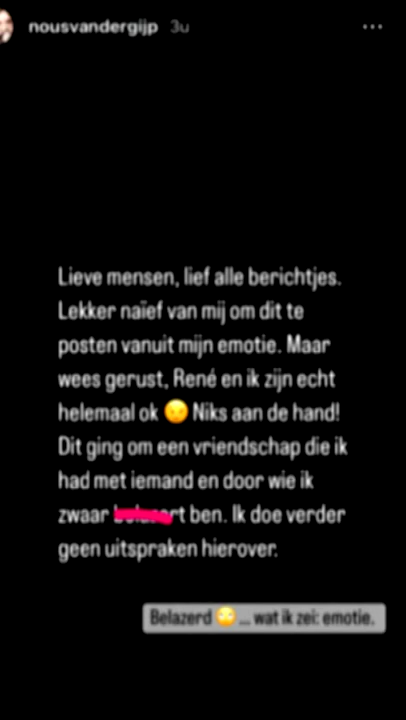 nousvandergijp 3u
Lieve mensen, lief alle berichtjes.
Lekker naïef van mij om dit te
posten vanuit mijn emotie. Maar
wees gerust, René en ik zijn echt
helemaal ok 😉 Niks aan de hand!
Dit ging om een vriendschap die ik
had met iemand en door wie ik
zwaar ben. Ik doe verder
geen uitspraken hierover.
Belazerd 🙄... wat ik zei: emotie.